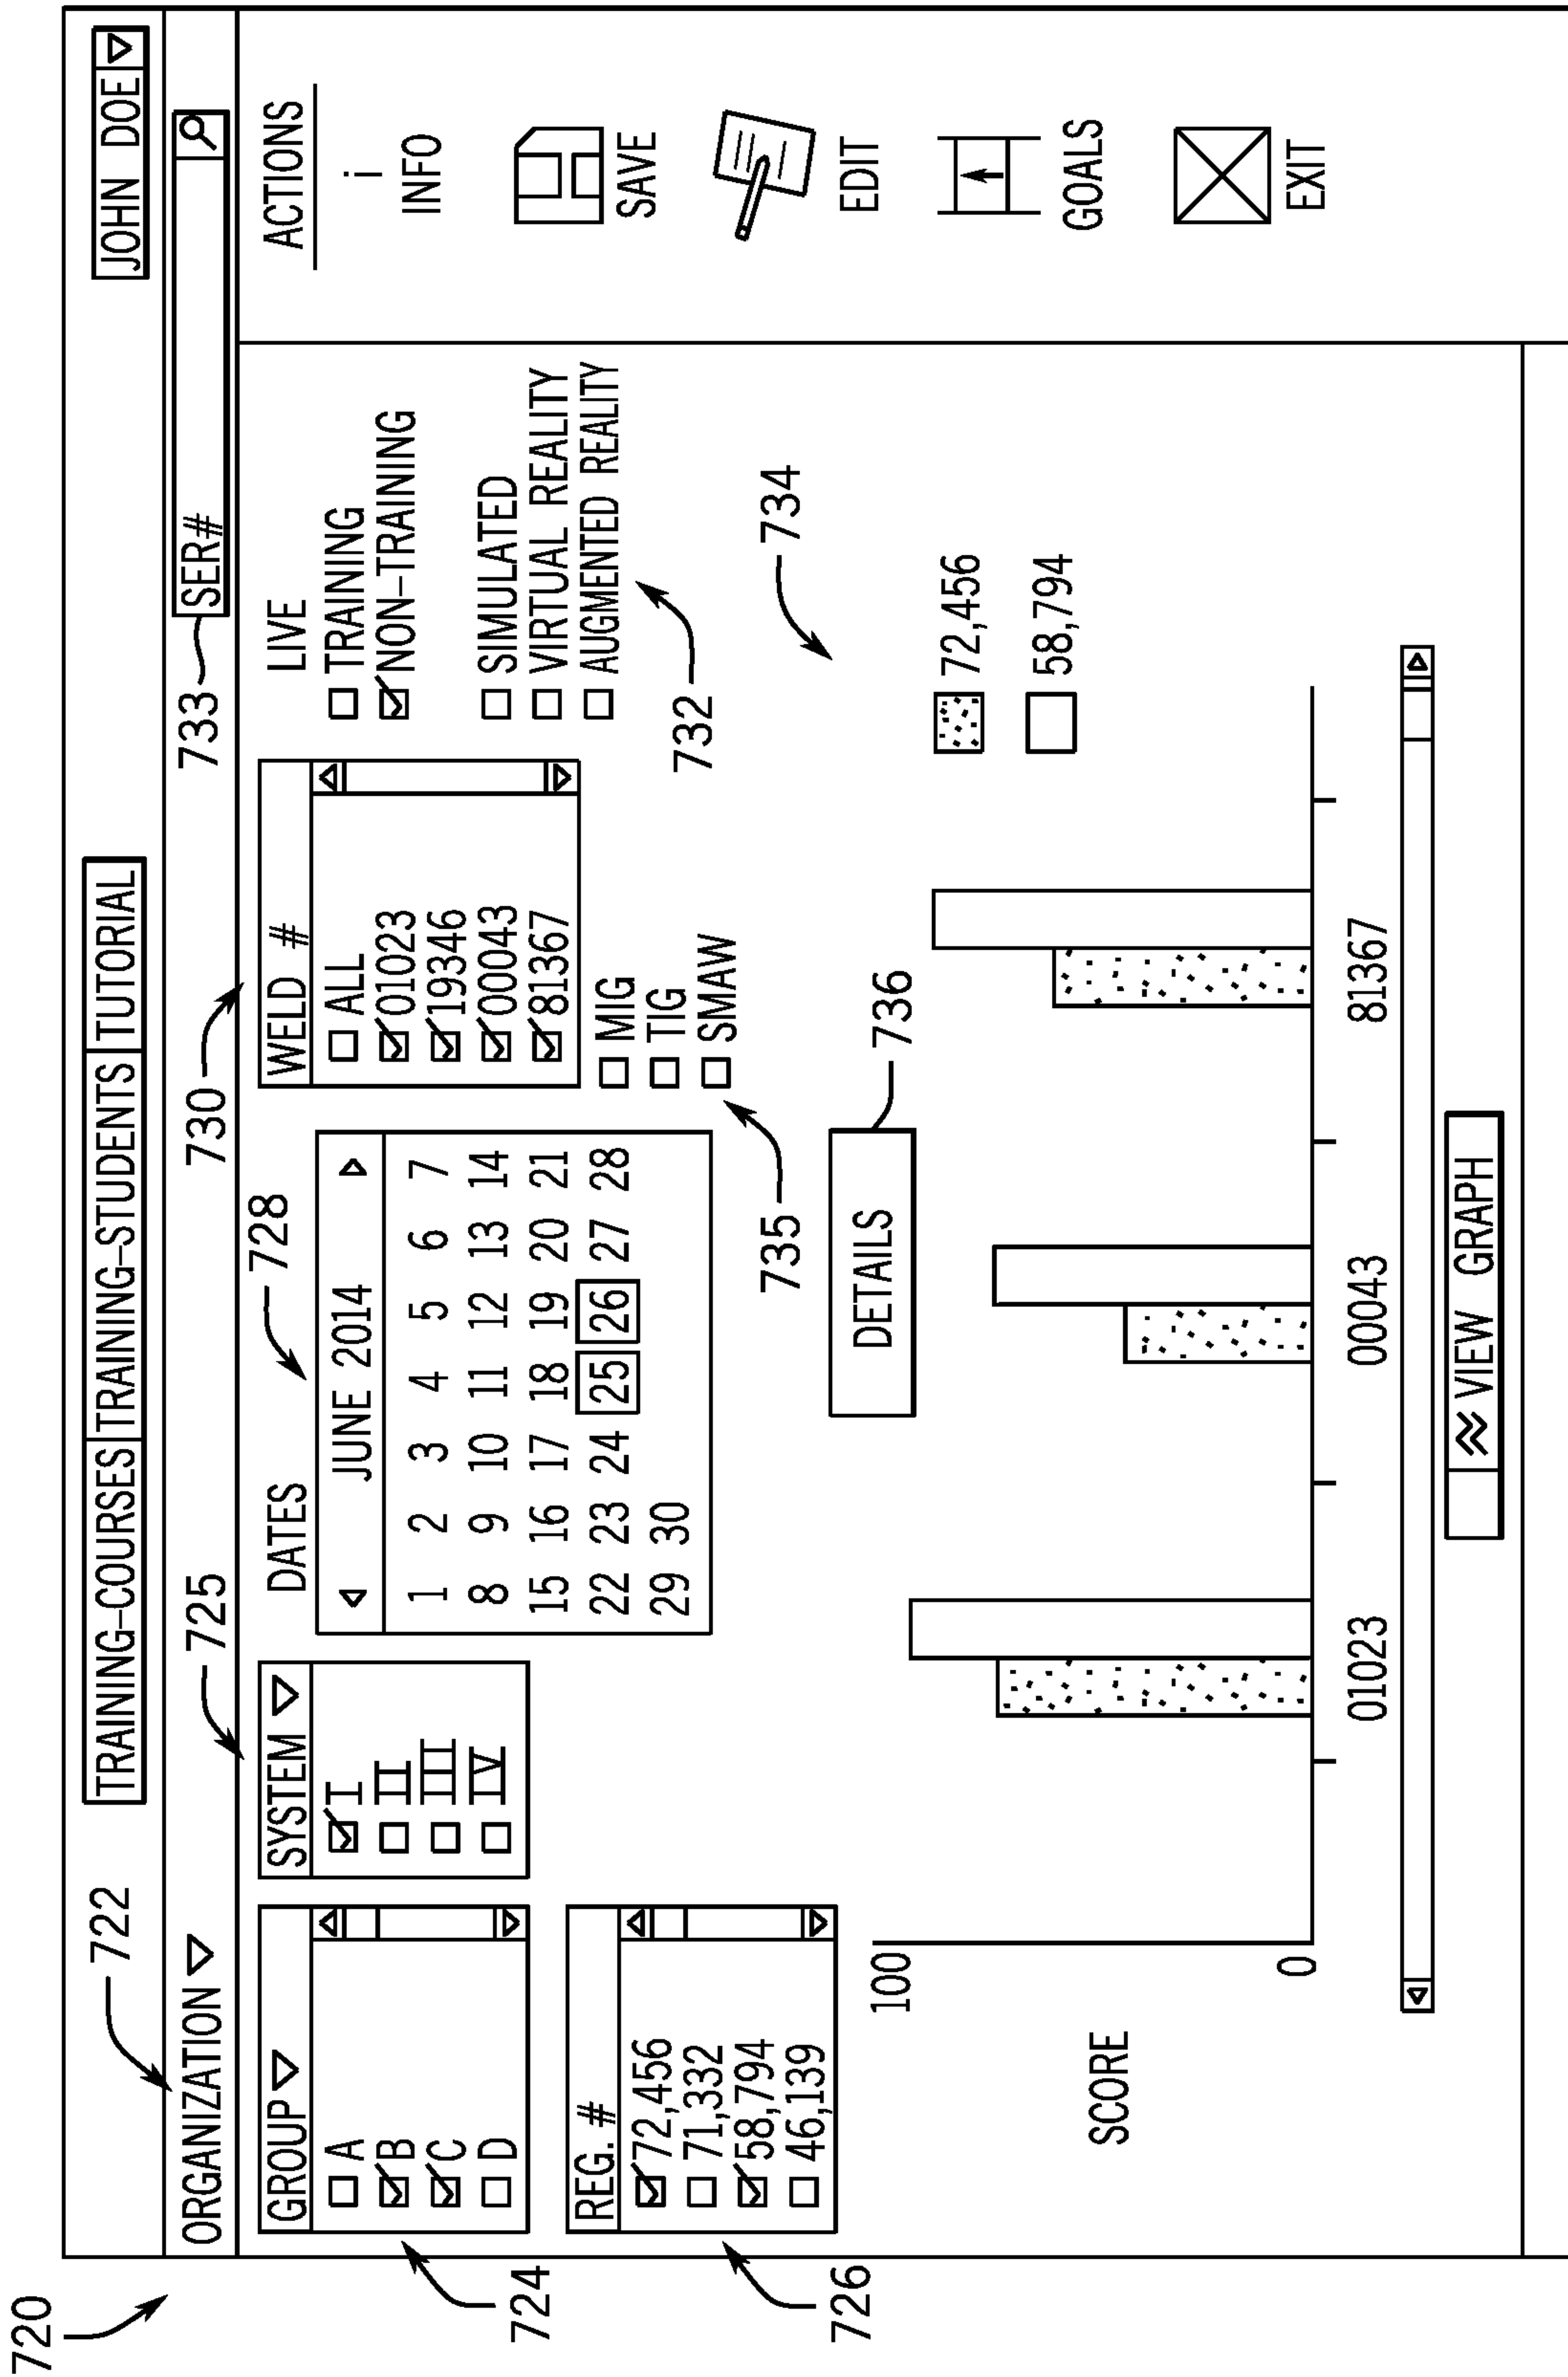 720
722
TRAINING-COURSES TRAINING-STUDENTS TUTORIAL
JOHN DOE
ORGANIZATION
725
728
730
733
SER#
GROUP
A
B
C
D
724
SYSTEM
I
II
III
IV
DATES
JUNE 2014
1 2 3 4 5 6 7
8 9 10 11 12 13 14
15 16 17 18 19 20 21
22 23 24 25 26 27 28
29 30
WELD #
ALL
01023
19346
00043
81367
MIG
TIG
SMAW
735
LIVE
TRAINING
NON-TRAINING
SIMULATED
VIRTUAL REALITY
AUGMENTED REALITY
732
REG. #
72,456
71,332
58,794
46,139
726
DETAILS
736
734
100
SCORE
0
72,456
58,794
01023
00043
81367
VIEW GRAPH
ACTIONS
i
INFO
SAVE
EDIT
GOALS
EXIT